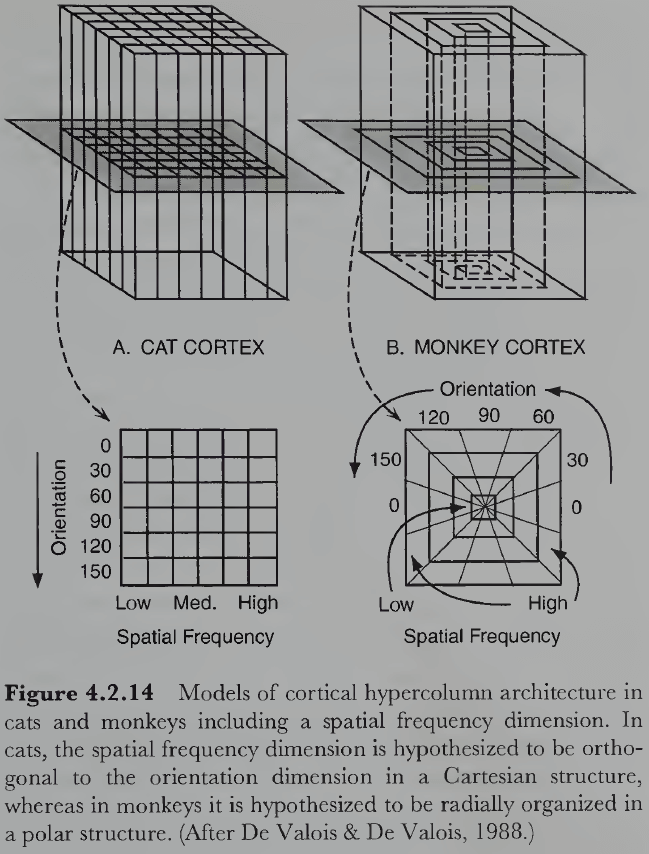 A. CAT CORTEX
B. MONKEY CORTEX
Orientation
0
30
60
90
120
150
Low Med. High
Spatial Frequency
Orientation
120 90 60
150 30
0 0
Low High
Spatial Frequency
Figure 4.2.14 Models of cortical hypercolumn architecture in
cats and monkeys including a spatial frequency dimension. In
cats, the spatial frequency dimension is hypothesized to be ortho-
gonal to the orientation dimension in a Cartesian structure,
whereas in monkeys it is hypothesized to be radially organized in
a polar structure. (After De Valois & De Valois, 1988.)